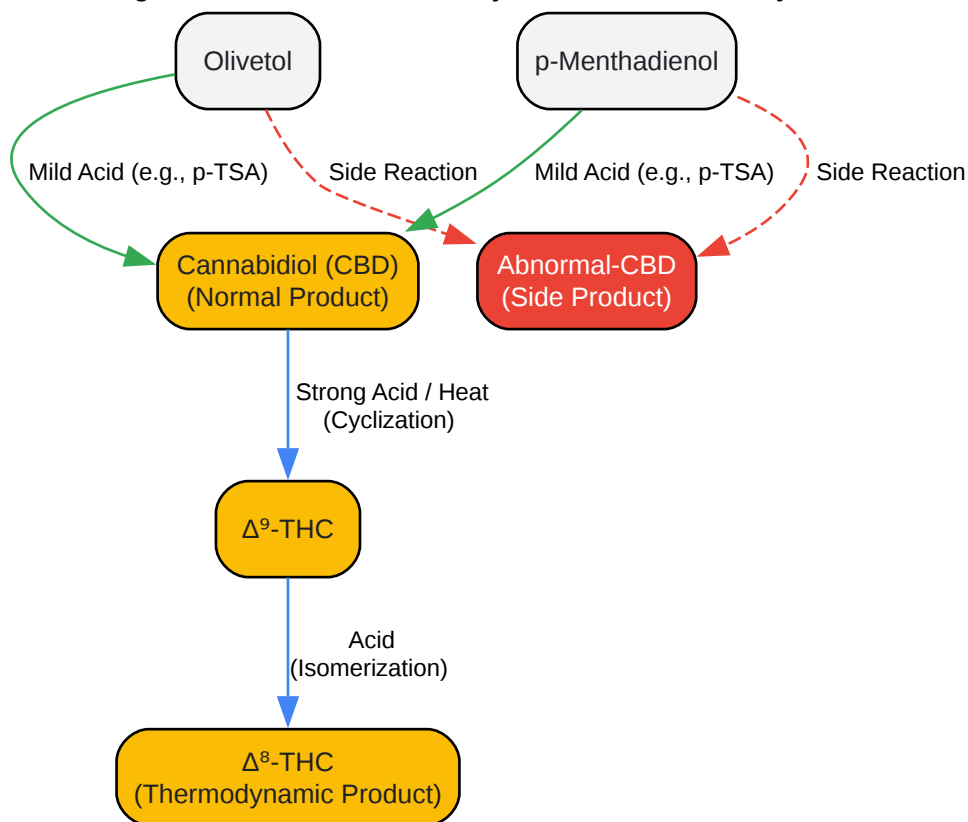 Olivetol
p-Menthadienol
Mild Acid (e.g., p-TSA)
Side Reaction
Mild Acid (e.g., p-TSA)
Side Reaction
Cannabidiol (CBD)
(Normal Product)
Abnormal-CBD
(Side Product)
Strong Acid / Heat
(Cyclization)
Δ⁹-THC
Acid
(Isomerization)
Δ⁸-THC
(Thermodynamic Product)